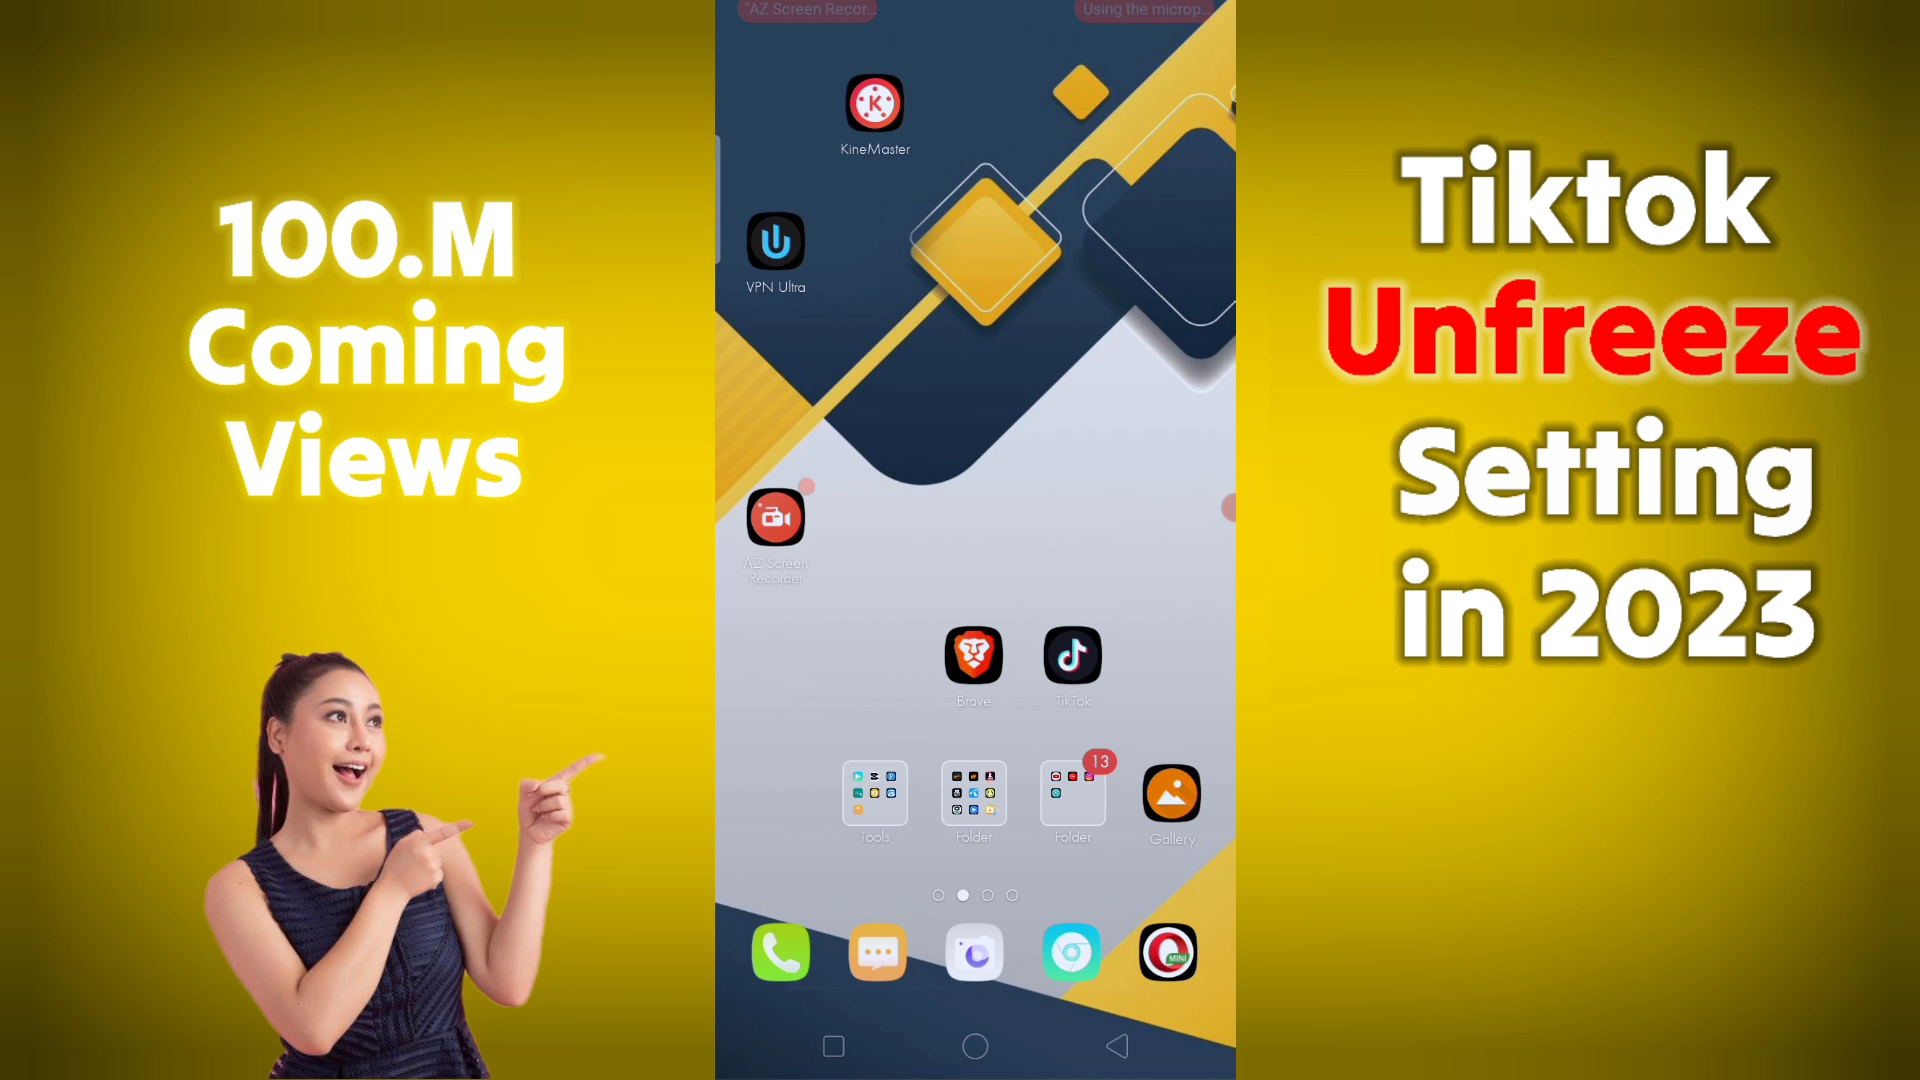 100.M
Coming
Views
"AZ Screen Recor...
Using the microp...
K
KineMaster
VPN Ultra
AZ Screen
Recorder
Brave
TikTok
13
Tools
Folder
Folder
Gallery
MINI
Tiktok
Unfreeze
Setting
in 2023